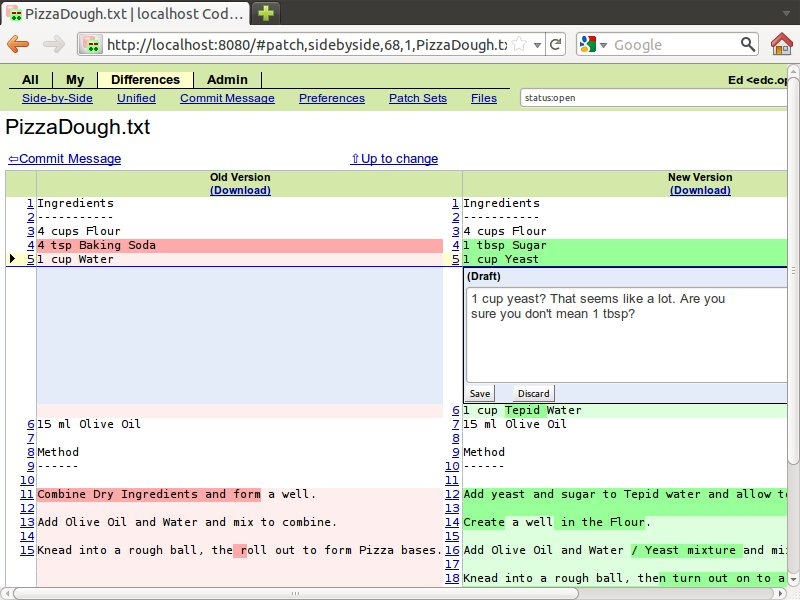 PizzaDough.txt | localhost Cod...
http://localhost:8080/#patch,sidebyside,68,1,PizzaDough.t
Google
All My Differences Admin Ed <edc.op
Side-by-Side Unified Commit Message Preferences Patch Sets Files status:open
PizzaDough.txt
⇦Commit Message ⇧Up to change
Old Version New Version
(Download) (Download)
1 Ingredients 1 Ingredients
2 ----------- 2 -----------
3 4 cups Flour 3 4 cups Flour
4 4 tsp Baking Soda 4 1 tbsp Sugar
5 1 cup Water 5 1 cup Yeast
(Draft)
1 cup yeast? That seems like a lot. Are you
sure you don't mean 1 tbsp?
Save Discard
6 1 cup Tepid Water
6 15 ml Olive Oil 7 15 ml Olive Oil
7 8
8 Method 9 Method
9 ------ 10 ------
10 11
11 Combine Dry Ingredients and form a well. 12 Add yeast and sugar to Tepid water and allow t
12 13
13 Add Olive Oil and Water and mix to combine. 14 Create a well in the Flour.
14 15
15 Knead into a rough ball, the roll out to form Pizza bases. 16 Add Olive Oil and Water / Yeast mixture and mi
17
18 Knead into a rough ball, then turn out on to a